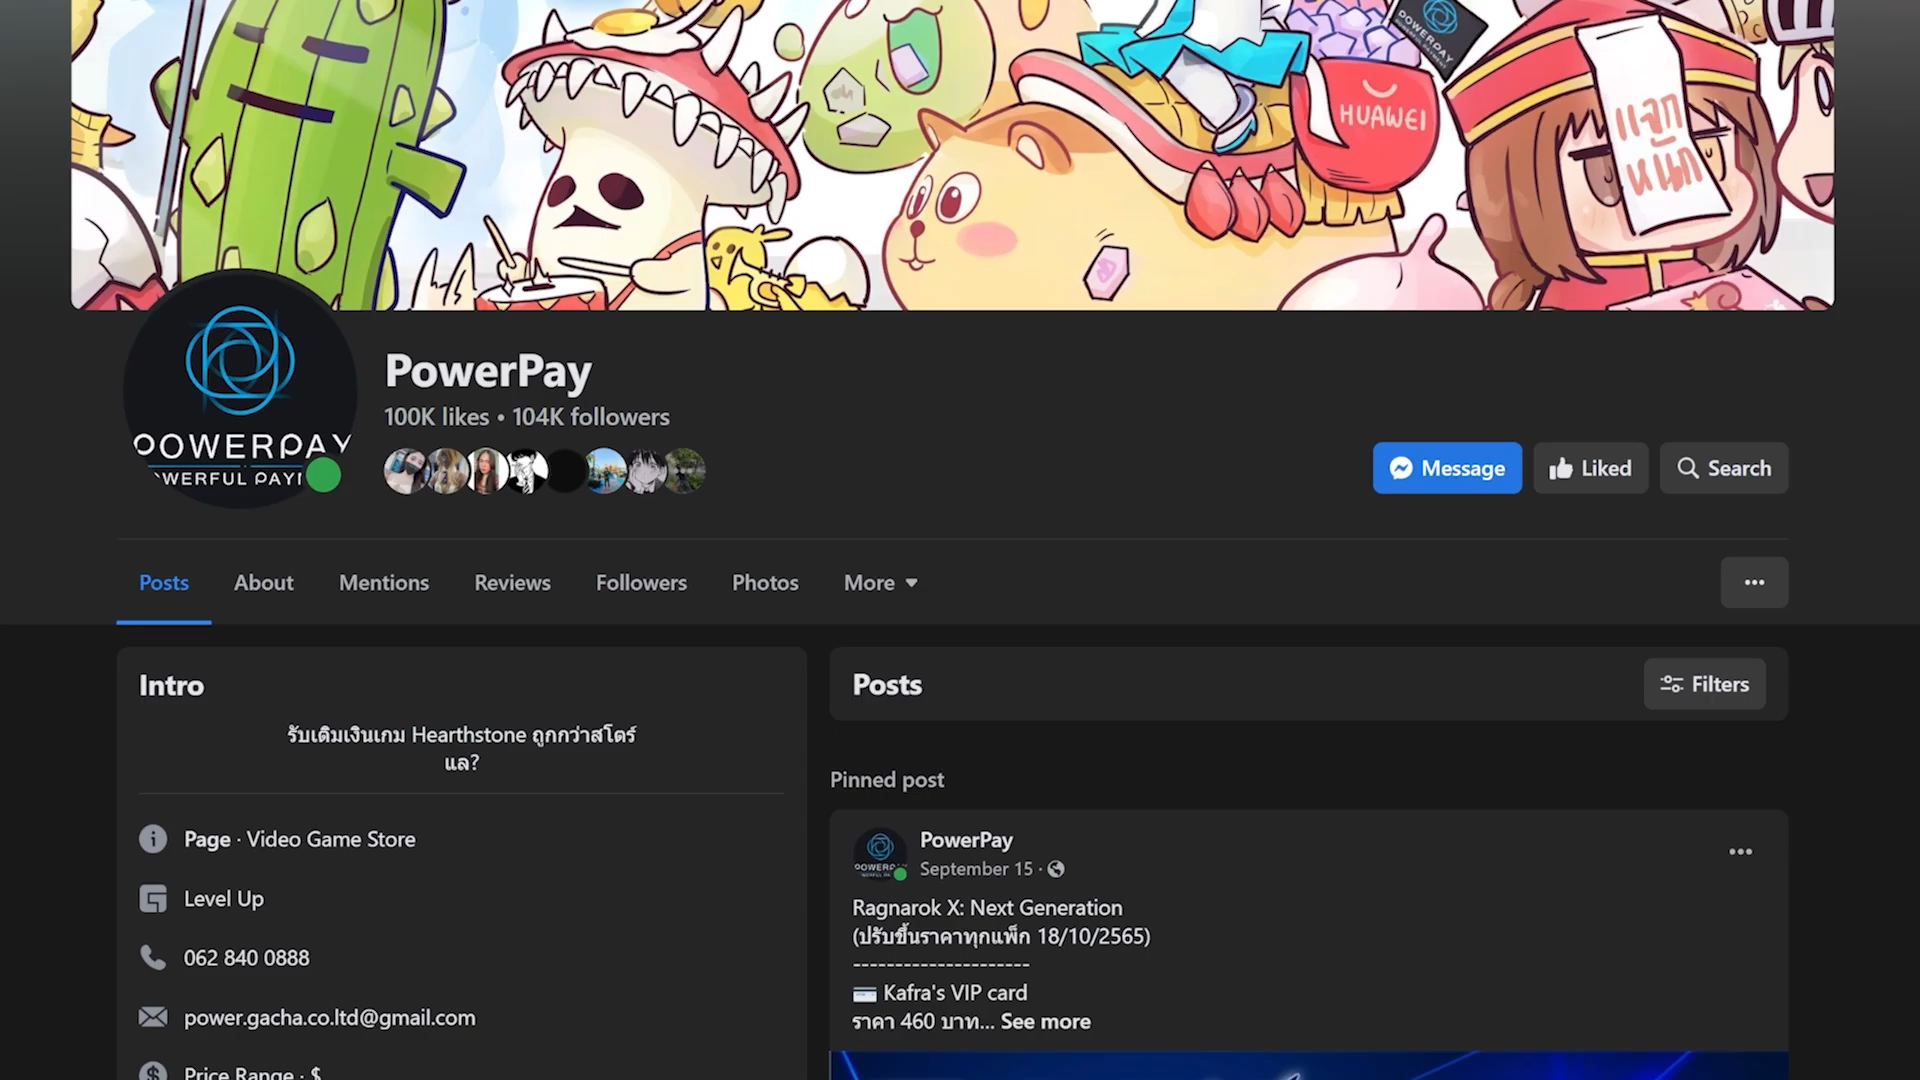 POWERPAY
HUAWEI
แจก
หนัก
POWERPAY
PowerPay
100K likes • 104K followers
Message
Liked
Search
Posts
About
Mentions
Reviews
Followers
Photos
More
Intro
รับเติมเงินเกม Hearthstone ถูกกว่าสโตร์
แล?
Page · Video Game Store
Level Up
062 840 0888
power.gacha.co.ltd@gmail.com
Price Range · $
Posts
Filters
Pinned post
PowerPay
September 15 ·
Ragnarok X: Next Generation
(ปรับขึ้นราคาทุกแพ็ก 18/10/2565)
---------------------
Kafra's VIP card
ราคา 460 บาท... See more